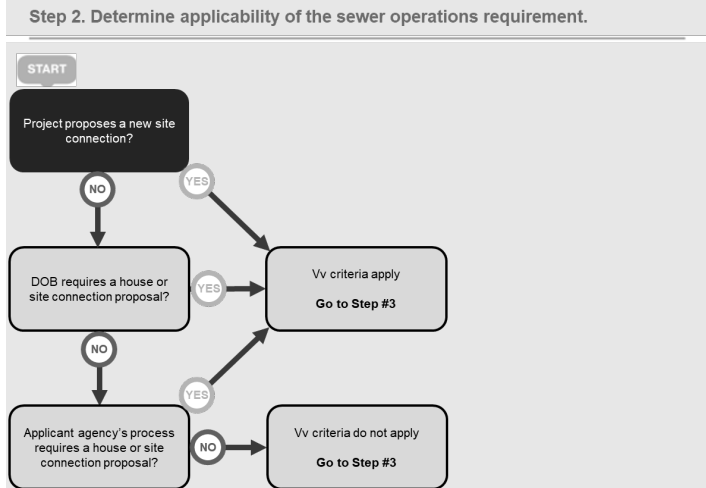 Step 2. Determine applicability of the sewer operations requirement.
START
Project proposes a new site
connection?
NO
YES
DOB requires a house or
site connection proposal?
YES
Vv criteria apply
Go to Step #3
NO
YES
Applicant agency's process
requires a house or site
connection proposal?
NO
Vv criteria do not apply
Go to Step #3